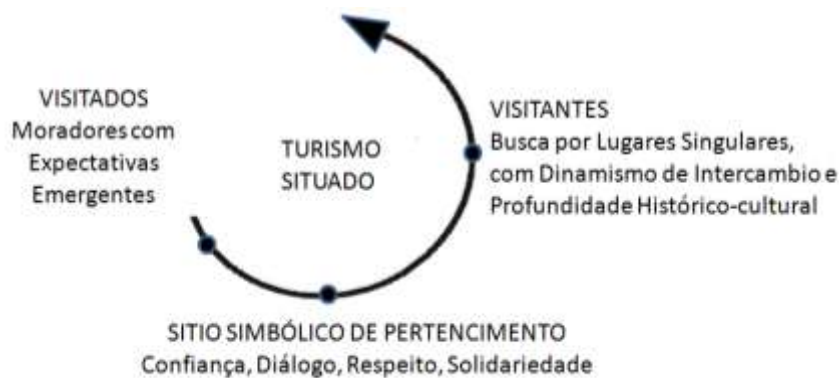 VISITADOS
Moradores com
Expectativas
Emergentes
TURISMO
SITUADO
VISITANTES
Busca por Lugares Singulares,
com Dinamismo de Intercambio e
Profundidade Histórico-cultural
SITIO SIMBÓLICO DE PERTENCIMENTO
Confiança, Diálogo, Respeito, Solidariedade